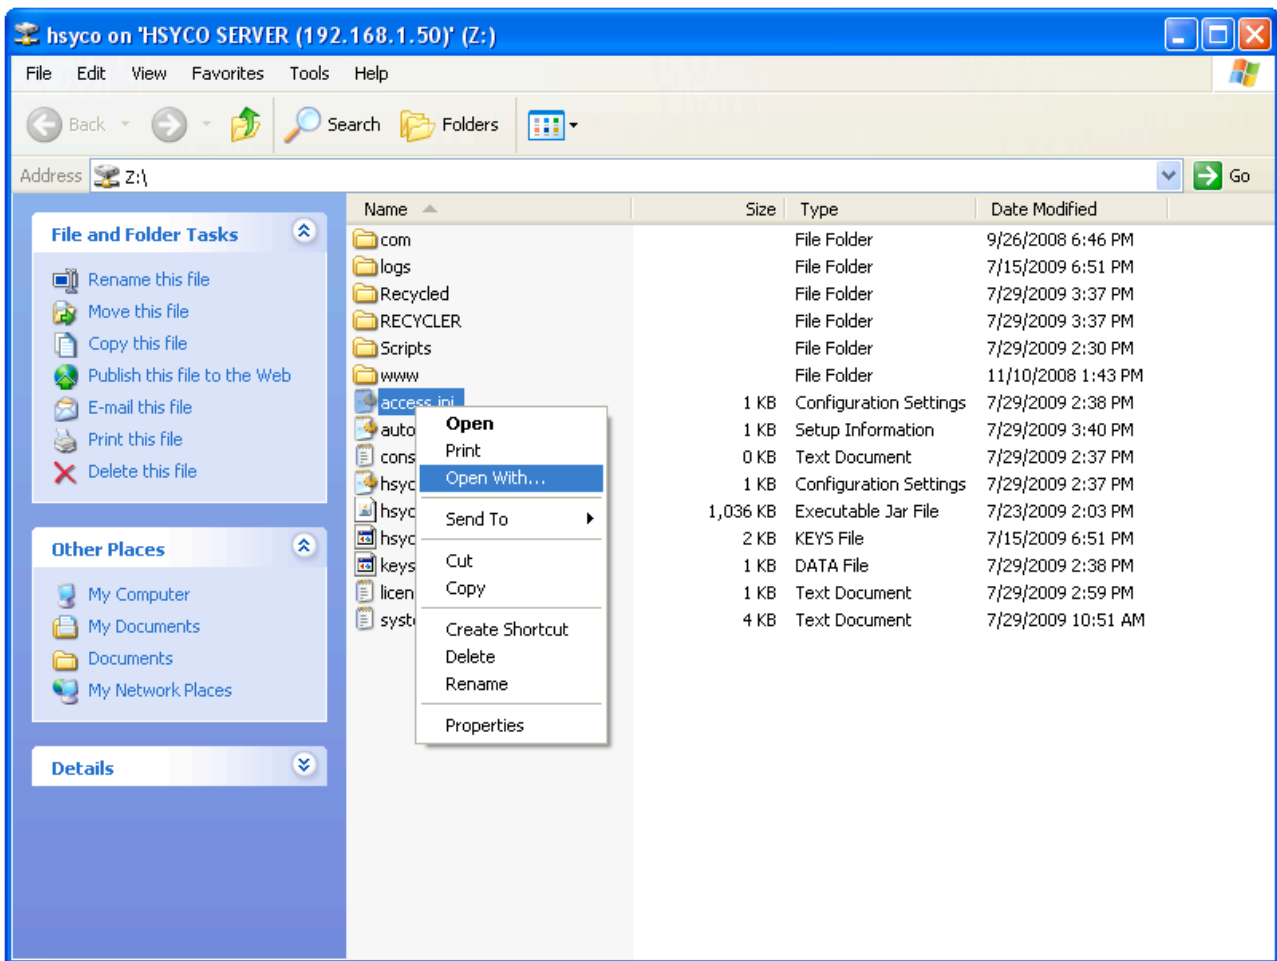 hsyco on 'HSYCO SERVER (192.168.1.50)' (Z:)
File Edit View Favorites Tools Help
Back Search Folders
Address Z:\ Go
File and Folder Tasks
Rename this file
Move this file
Copy this file
Publish this file to the Web
E-mail this file
Print this file
Delete this file
Other Places
My Computer
My Documents
Documents
My Network Places
Details
Name Size Type Date Modified
com File Folder 9/26/2008 6:46 PM
logs File Folder 7/15/2009 6:51 PM
Recycled File Folder 7/29/2009 3:37 PM
RECYCLER File Folder 7/29/2009 3:37 PM
Scripts File Folder 7/29/2009 2:30 PM
www File Folder 11/10/2008 1:43 PM
access.ini 1 KB Configuration Settings 7/29/2009 2:38 PM
auto 1 KB Setup Information 7/29/2009 3:40 PM
cons 0 KB Text Document 7/29/2009 2:37 PM
hsyc 1 KB Configuration Settings 7/29/2009 2:37 PM
hsyc 1,036 KB Executable Jar File 7/23/2009 2:03 PM
hsyc 2 KB KEYS File 7/15/2009 6:51 PM
keys 1 KB DATA File 7/29/2009 2:38 PM
licen 1 KB Text Document 7/29/2009 2:59 PM
syst 4 KB Text Document 7/29/2009 10:51 AM
Open
Print
Open With...
Send To
Cut
Copy
Create Shortcut
Delete
Rename
Properties